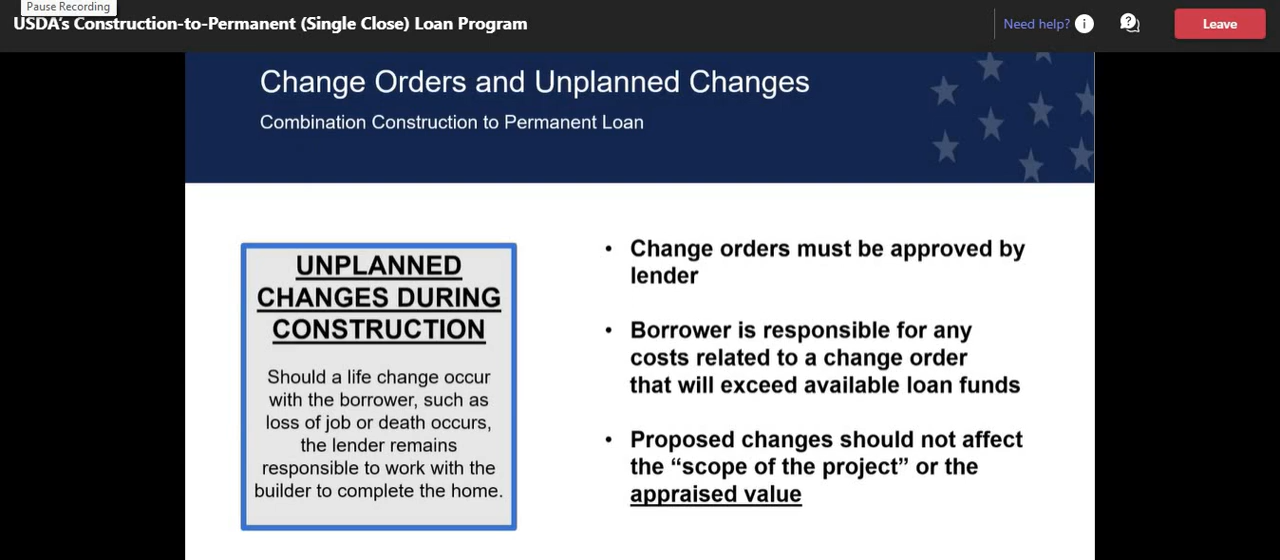 Pause Recording
USDA's Construction-to-Permanent (Single Close) Loan Program
Need help?
Leave
Change Orders and Unplanned Changes
Combination Construction to Permanent Loan
UNPLANNED
CHANGES DURING
CONSTRUCTION
Should a life change occur
with the borrower, such as
loss of job or death occurs,
the lender remains
responsible to work with the
builder to complete the home.
• Change orders must be approved by
lender
• Borrower is responsible for any
costs related to a change order
that will exceed available loan funds
• Proposed changes should not affect
the “scope of the project” or the
appraised value